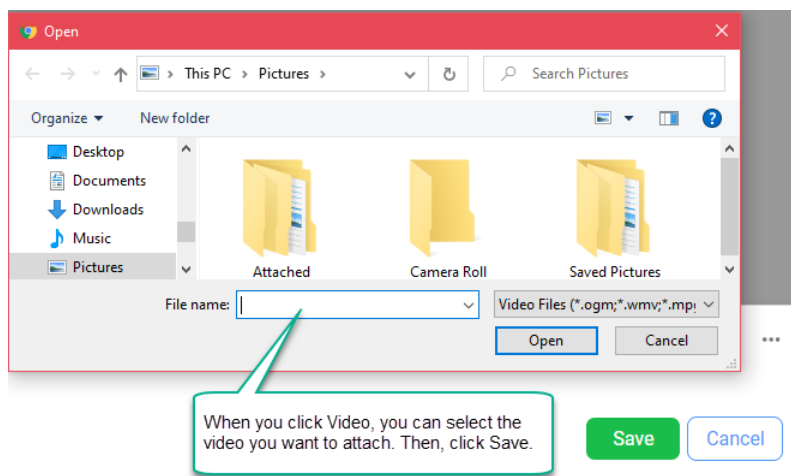 Open
This PC > Pictures >
Search Pictures
Organize
New folder
Desktop
Documents
Downloads
Music
Pictures
Attached
Camera Roll
Saved Pictures
File name:
Video Files (*.ogm;*.wmv;*.mp
Open
Cancel
When you click Video, you can select the
video you want to attach. Then, click Save.
Save
Cancel